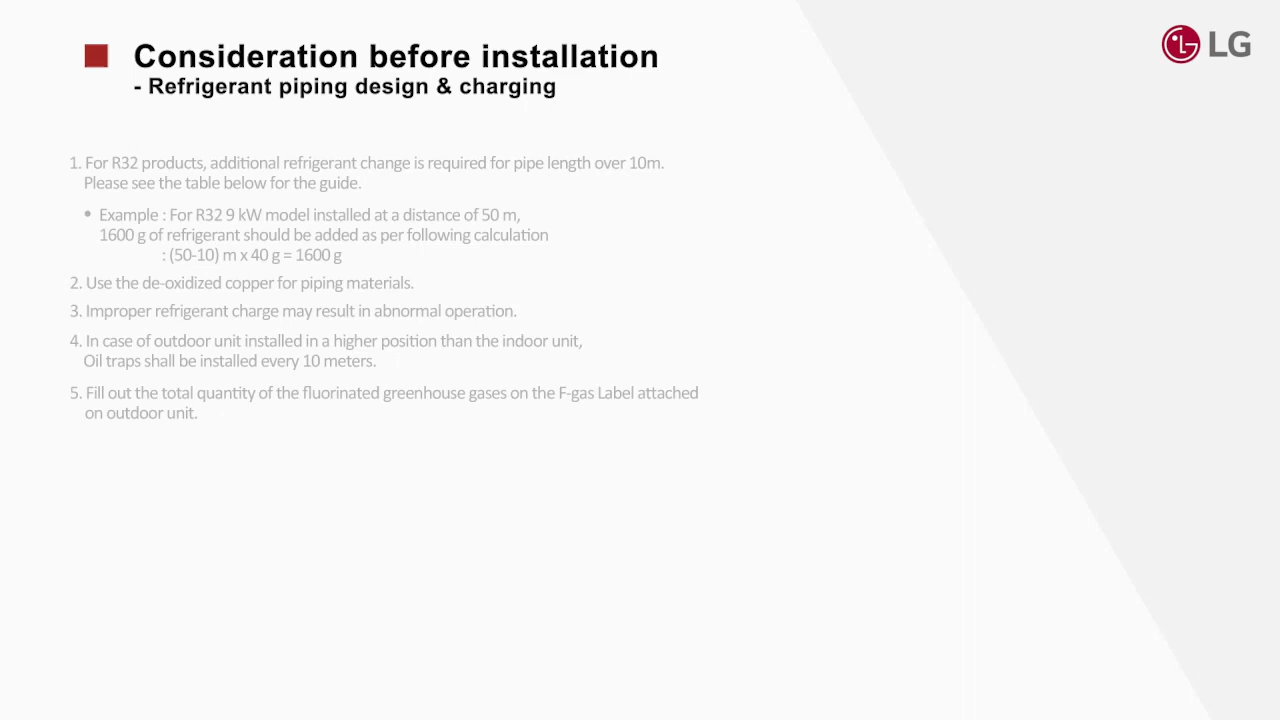 Consideration before installation
LG
- Refrigerant piping design & charging
1. For R32 products, additional refrigerant change is required for pipe length over 10m.
Please see the table below for the guide.
• Example : For R32 9 kW model installed at a distance of 50 m,
1600 g of refrigerant should be added as per following calculation
: (50-10) m x 40 g = 1600 g
2. Use the de-oxidized copper for piping materials.
3. Improper refrigerant charge may result in abnormal operation.
4. In case of outdoor unit installed in a higher position than the indoor unit,
Oil traps shall be installed every 10 meters.
5. Fill out the total quantity of the fluorinated greenhouse gases on the F-gas Label attached
on outdoor unit.